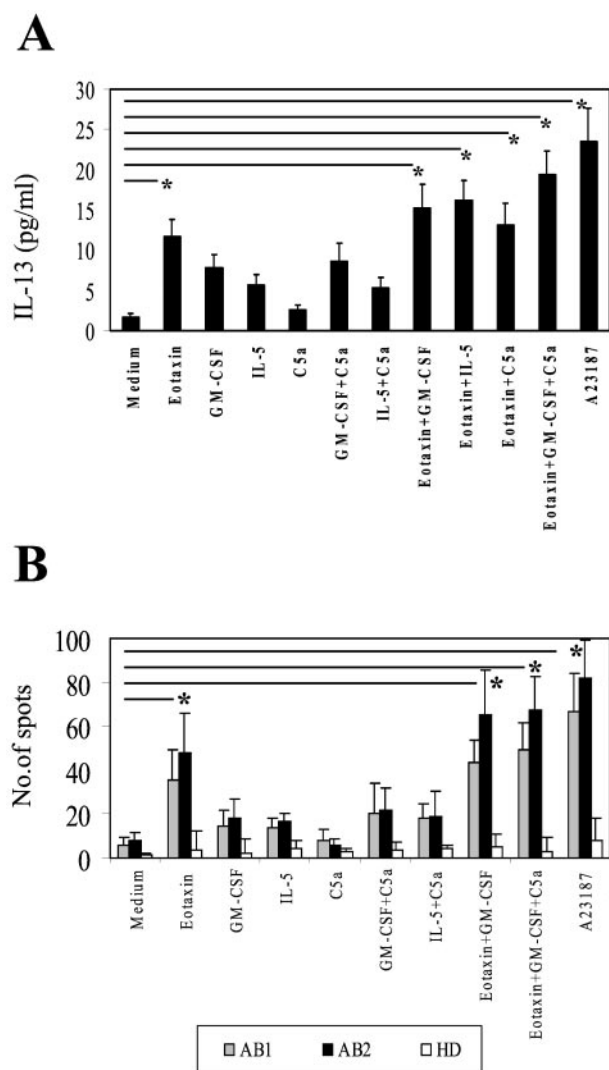 A
IL-13 (pg/ml)
30
25
20
15
10
5
0
*
*
*
*
*
*
Medium
Eotaxin
GM-CSF
IL-5
C5a
GM-CSF+C5a
IL-5+C5a
Eotaxin+GM-CSF
Eotaxin+IL-5
Eotaxin+C5a
Eotaxin+GM-CSF+C5a
A23187
B
No.of spots
100
80
60
40
20
0
*
*
*
*
Medium
Eotaxin
GM-CSF
IL-5
C5a
GM-CSF+C5a
IL-5+C5a
Eotaxin+GM-CSF
Eotaxin+GM-CSF+C5a
A23187
AB1 AB2 HD